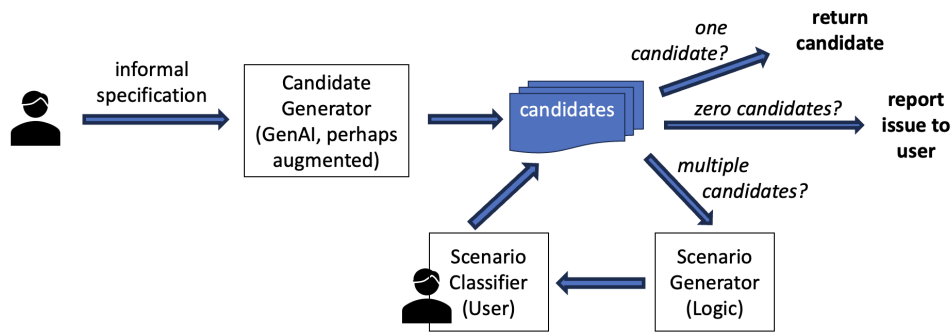 informal
specification
Candidate
Generator
(GenAI, perhaps
augmented)
candidates
one
candidate?
return
candidate
zero candidates?
report
issue to
user
multiple
candidates?
Scenario
Classifier
(User)
Scenario
Generator
(Logic)